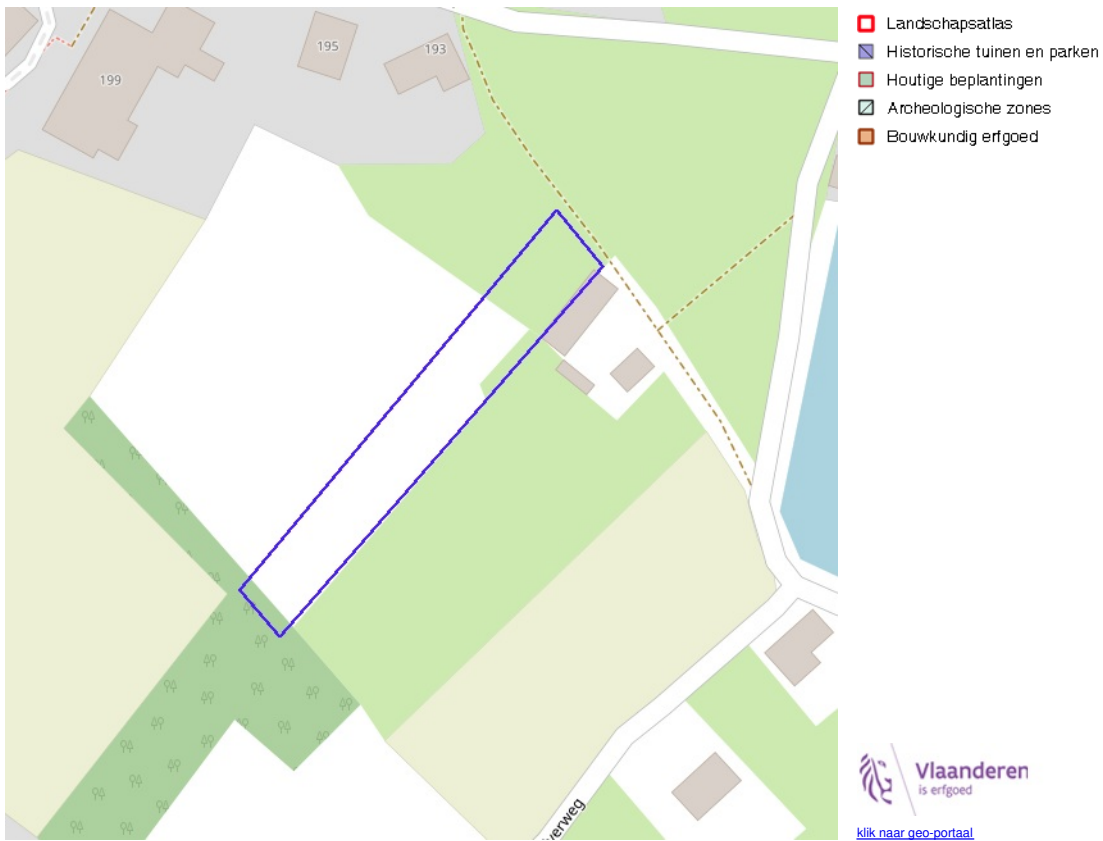 Landschapsatlas
Historische tuinen en parken
Houtige beplantingen
Archeologische zones
Bouwkundig erfgoed
195
193
199
Vlaanderen
is erfgoed
klik naar geo-portaal